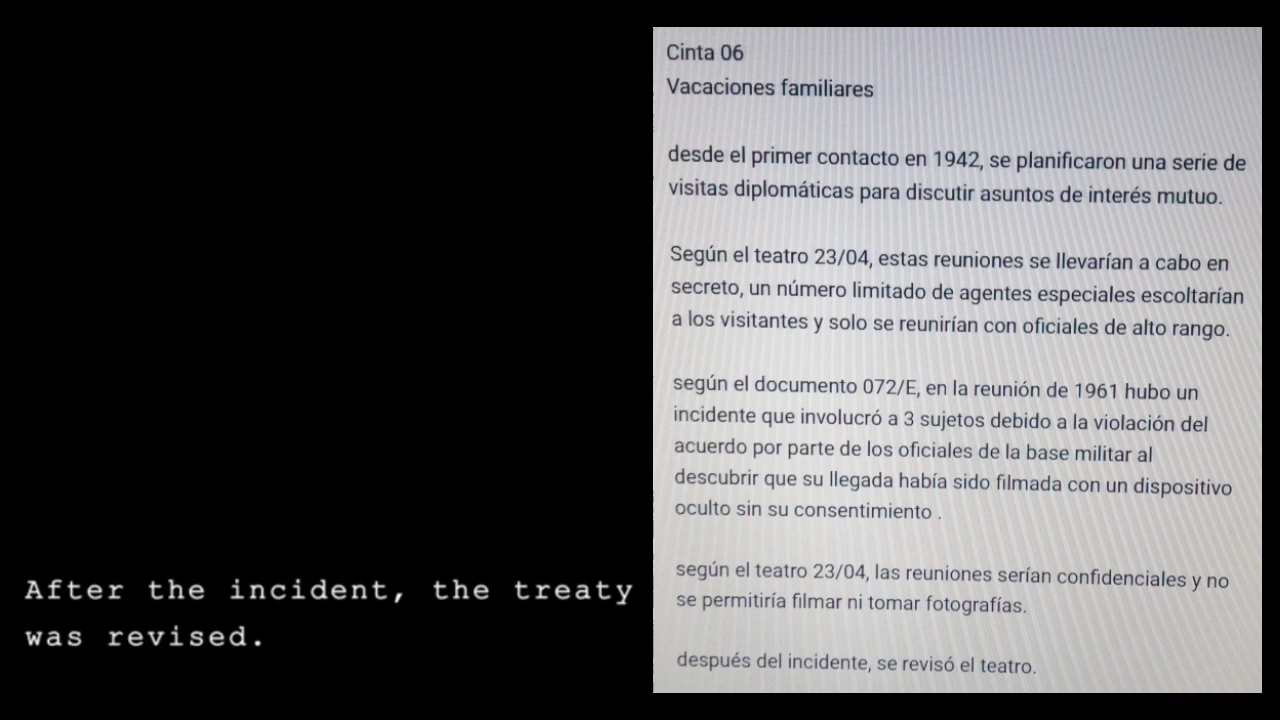 After the incident, the treaty
was revised.
Cinta 06
Vacaciones familiares
desde el primer contacto en 1942, se planificaron una serie de
visitas diplomáticas para discutir asuntos de interés mutuo.
Según el teatro 23/04, estas reuniones se llevarían a cabo en
secreto, un número limitado de agentes especiales escoltarían
a los visitantes y solo se reunirían con oficiales de alto rango.
según el documento 072/E, en la reunión de 1961 hubo un
incidente que involucró a 3 sujetos debido a la violación del
acuerdo por parte de los oficiales de la base militar al
descubrir que su llegada había sido filmada con un dispositivo
oculto sin su consentimiento .
según el teatro 23/04, las reuniones serían confidenciales y no
se permitiría filmar ni tomar fotografías.
después del incidente, se revisó el teatro.